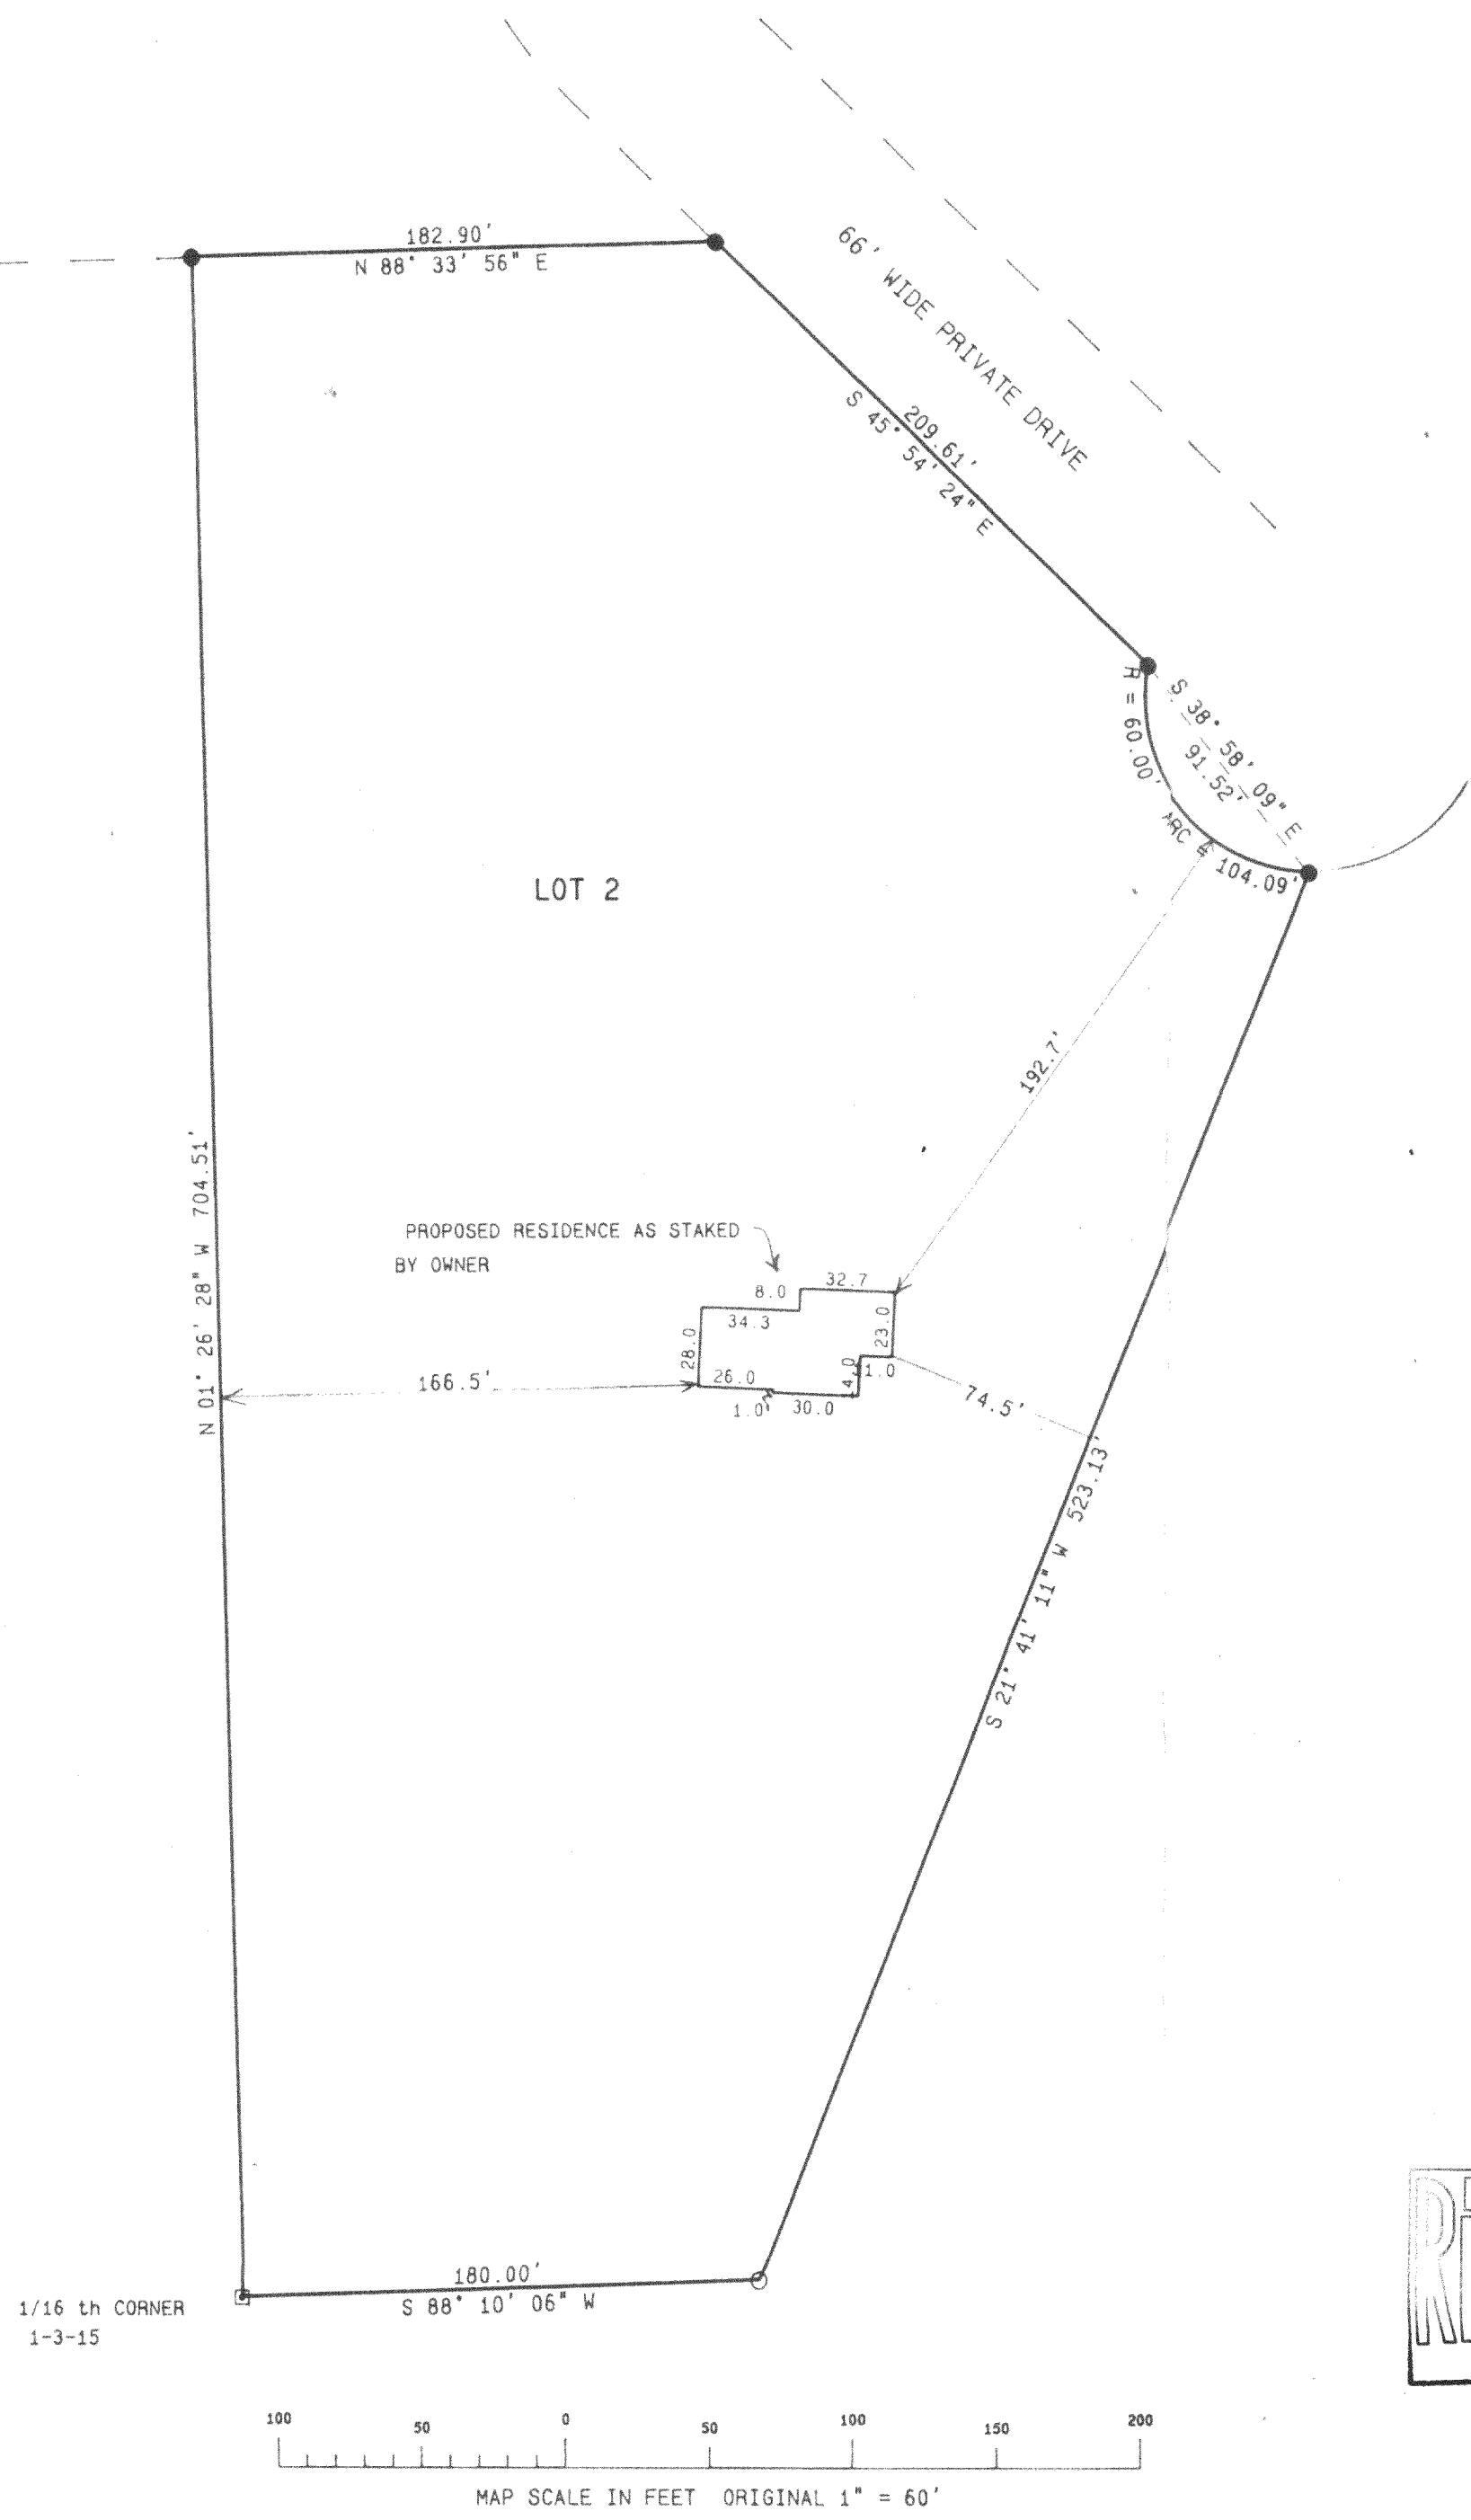 182.90'
N 88° 33' 56" E
66' WIDE PRIVATE DRIVE
209.61'
S 45° 54' 24" E
S 38° 58' 09" E
91.52'
R = 60.00' ARC = 104.09'
LOT 2
192.7'
N 01° 26' 28" W 704.51'
PROPOSED RESIDENCE AS STAKED
BY OWNER
8.0
32.7
34.3
28.0
23.0
26.0
1.0'
30.0
166.5'
74.5'
S 21° 41' 11" W 523.13'
180.00'
S 88° 10' 06" W
1/16 th CORNER
1-3-15
100 50 0 50 100 150 200
MAP SCALE IN FEET ORIGINAL 1" = 60'